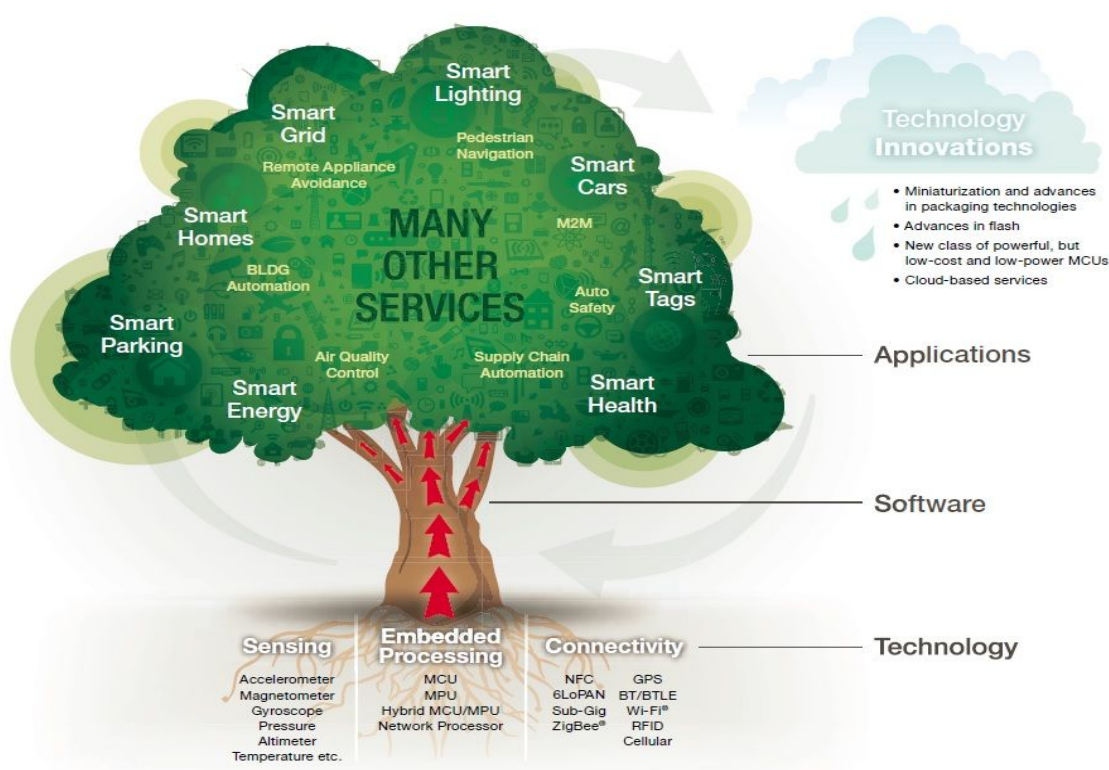 Smart
Lighting
Smart
Grid
Pedestrian
Navigation
Remote Appliance
Avoidance
Smart
Cars
Smart
Homes
MANY
OTHER
SERVICES
M2M
BLDG
Automation
Auto
Safety
Smart
Tags
Smart
Parking
Air Quality
Control
Supply Chain
Automation
Smart
Energy
Smart
Health
Technology
Innovations
• Miniaturization and advances
in packaging technologies
• Advances in flash
• New class of powerful, but
low-cost and low-power MCUs
• Cloud-based services
Applications
Software
Technology
Sensing
Accelerometer
Magnetometer
Gyroscope
Pressure
Altimeter
Temperature etc.
Embedded
Processing
MCU
MPU
Hybrid MCU/MPU
Network Processor
Connectivity
NFC GPS
6LoPAN BT/BTLE
Sub-Gig Wi-Fi®
ZigBee® RFID
Cellular